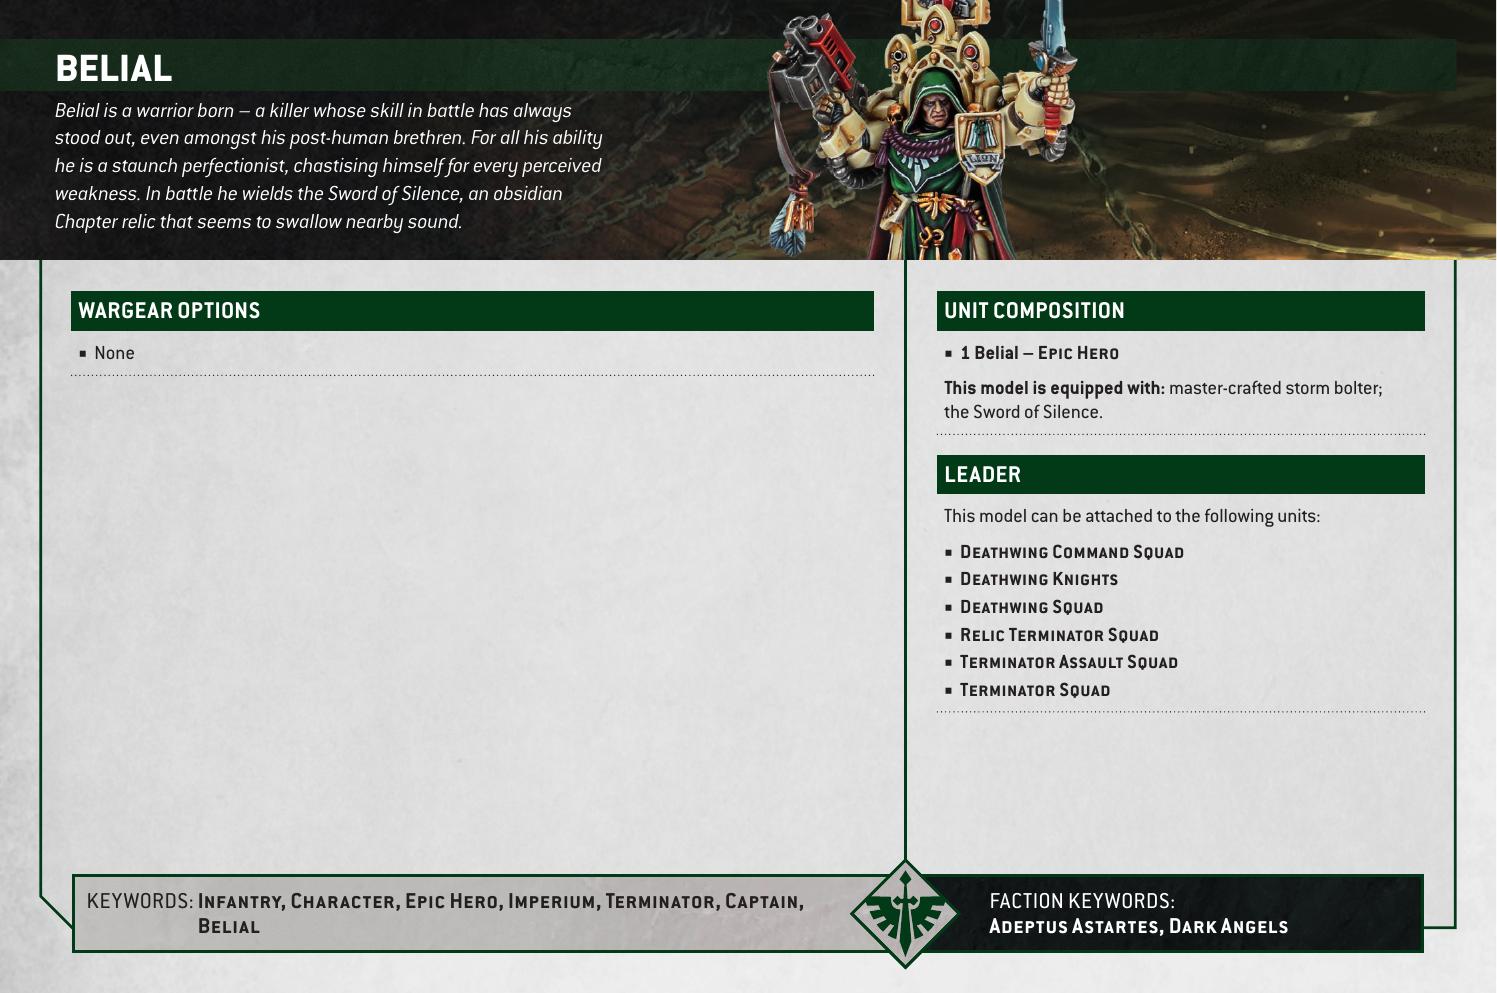 BELIAL
Belial is a warrior born – a killer whose skill in battle has always
stood out, even amongst his post-human brethren. For all his ability
he is a staunch perfectionist, chastising himself for every perceived
weakness. In battle he wields the Sword of Silence, an obsidian
Chapter relic that seems to swallow nearby sound.
LION
WARGEAR OPTIONS
■ None
UNIT COMPOSITION
■ 1 Belial – Epic Hero
This model is equipped with: master-crafted storm bolter;
the Sword of Silence.
LEADER
This model can be attached to the following units:
■ Deathwing Command Squad
■ Deathwing Knights
■ Deathwing Squad
■ Relic Terminator Squad
■ Terminator Assault Squad
■ Terminator Squad
KEYWORDS: Infantry, Character, Epic Hero, Imperium, Terminator, Captain,
Belial
FACTION KEYWORDS:
Adeptus Astartes, Dark Angels